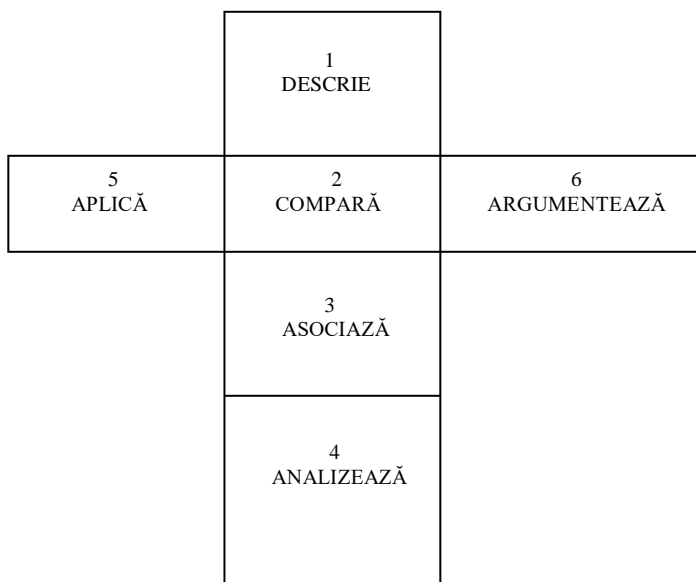 1
DESCRIE
5
APLICĂ
2
COMPARĂ
6
ARGUMENTEAZĂ
3
ASOCIAZĂ
4
ANALIZEAZĂ